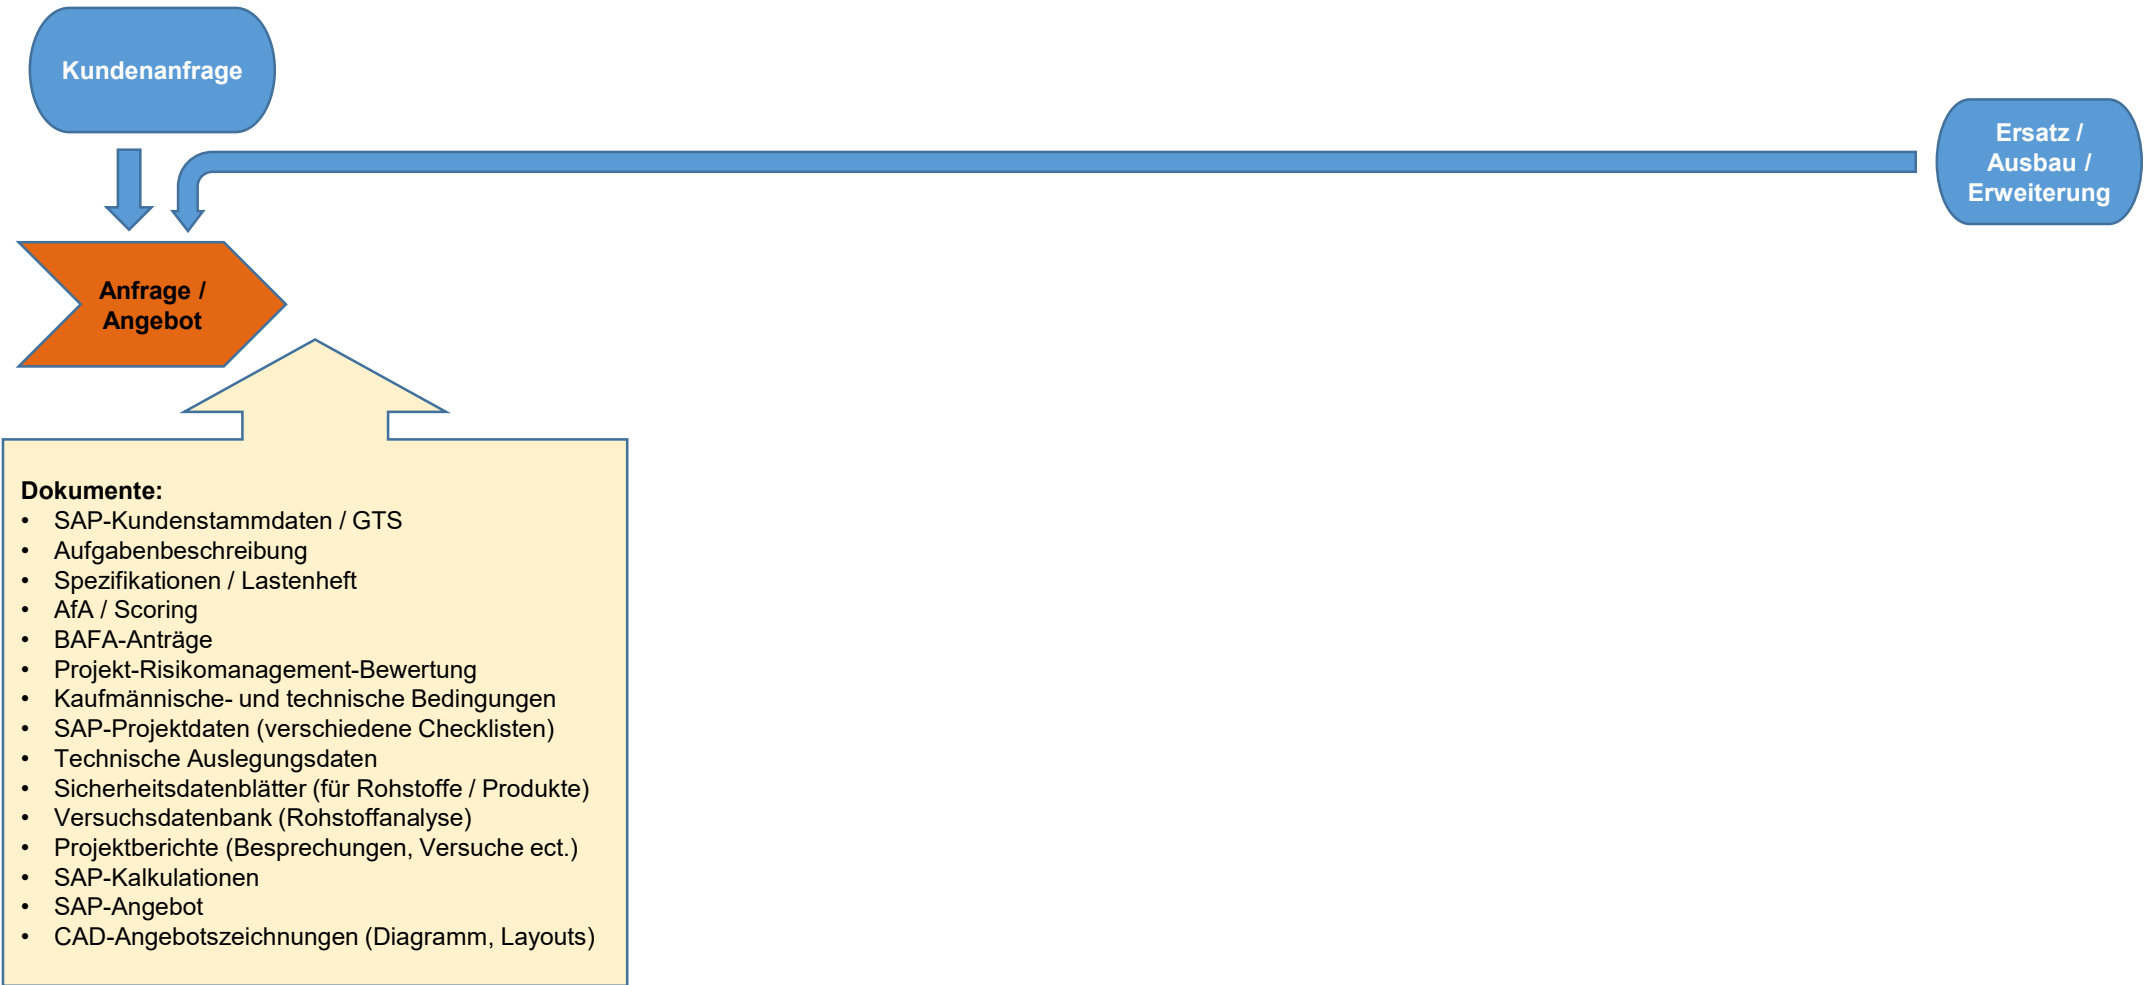 Kundenanfrage
Ersatz /
Ausbau /
Erweiterung
Anfrage /
Angebot
Dokumente:
• SAP-Kundenstammdaten / GTS
• Aufgabenbeschreibung
• Spezifikationen / Lastenheft
• AfA / Scoring
• BAFA-Anträge
• Projekt-Risikomanagement-Bewertung
• Kaufmännische- und technische Bedingungen
• SAP-Projektdaten (verschiedene Checklisten)
• Technische Auslegungsdaten
• Sicherheitsdatenblätter (für Rohstoffe / Produkte)
• Versuchsdatenbank (Rohstoffanalyse)
• Projektberichte (Besprechungen, Versuche ect.)
• SAP-Kalkulationen
• SAP-Angebot
• CAD-Angebotszeichnungen (Diagramm, Layouts)